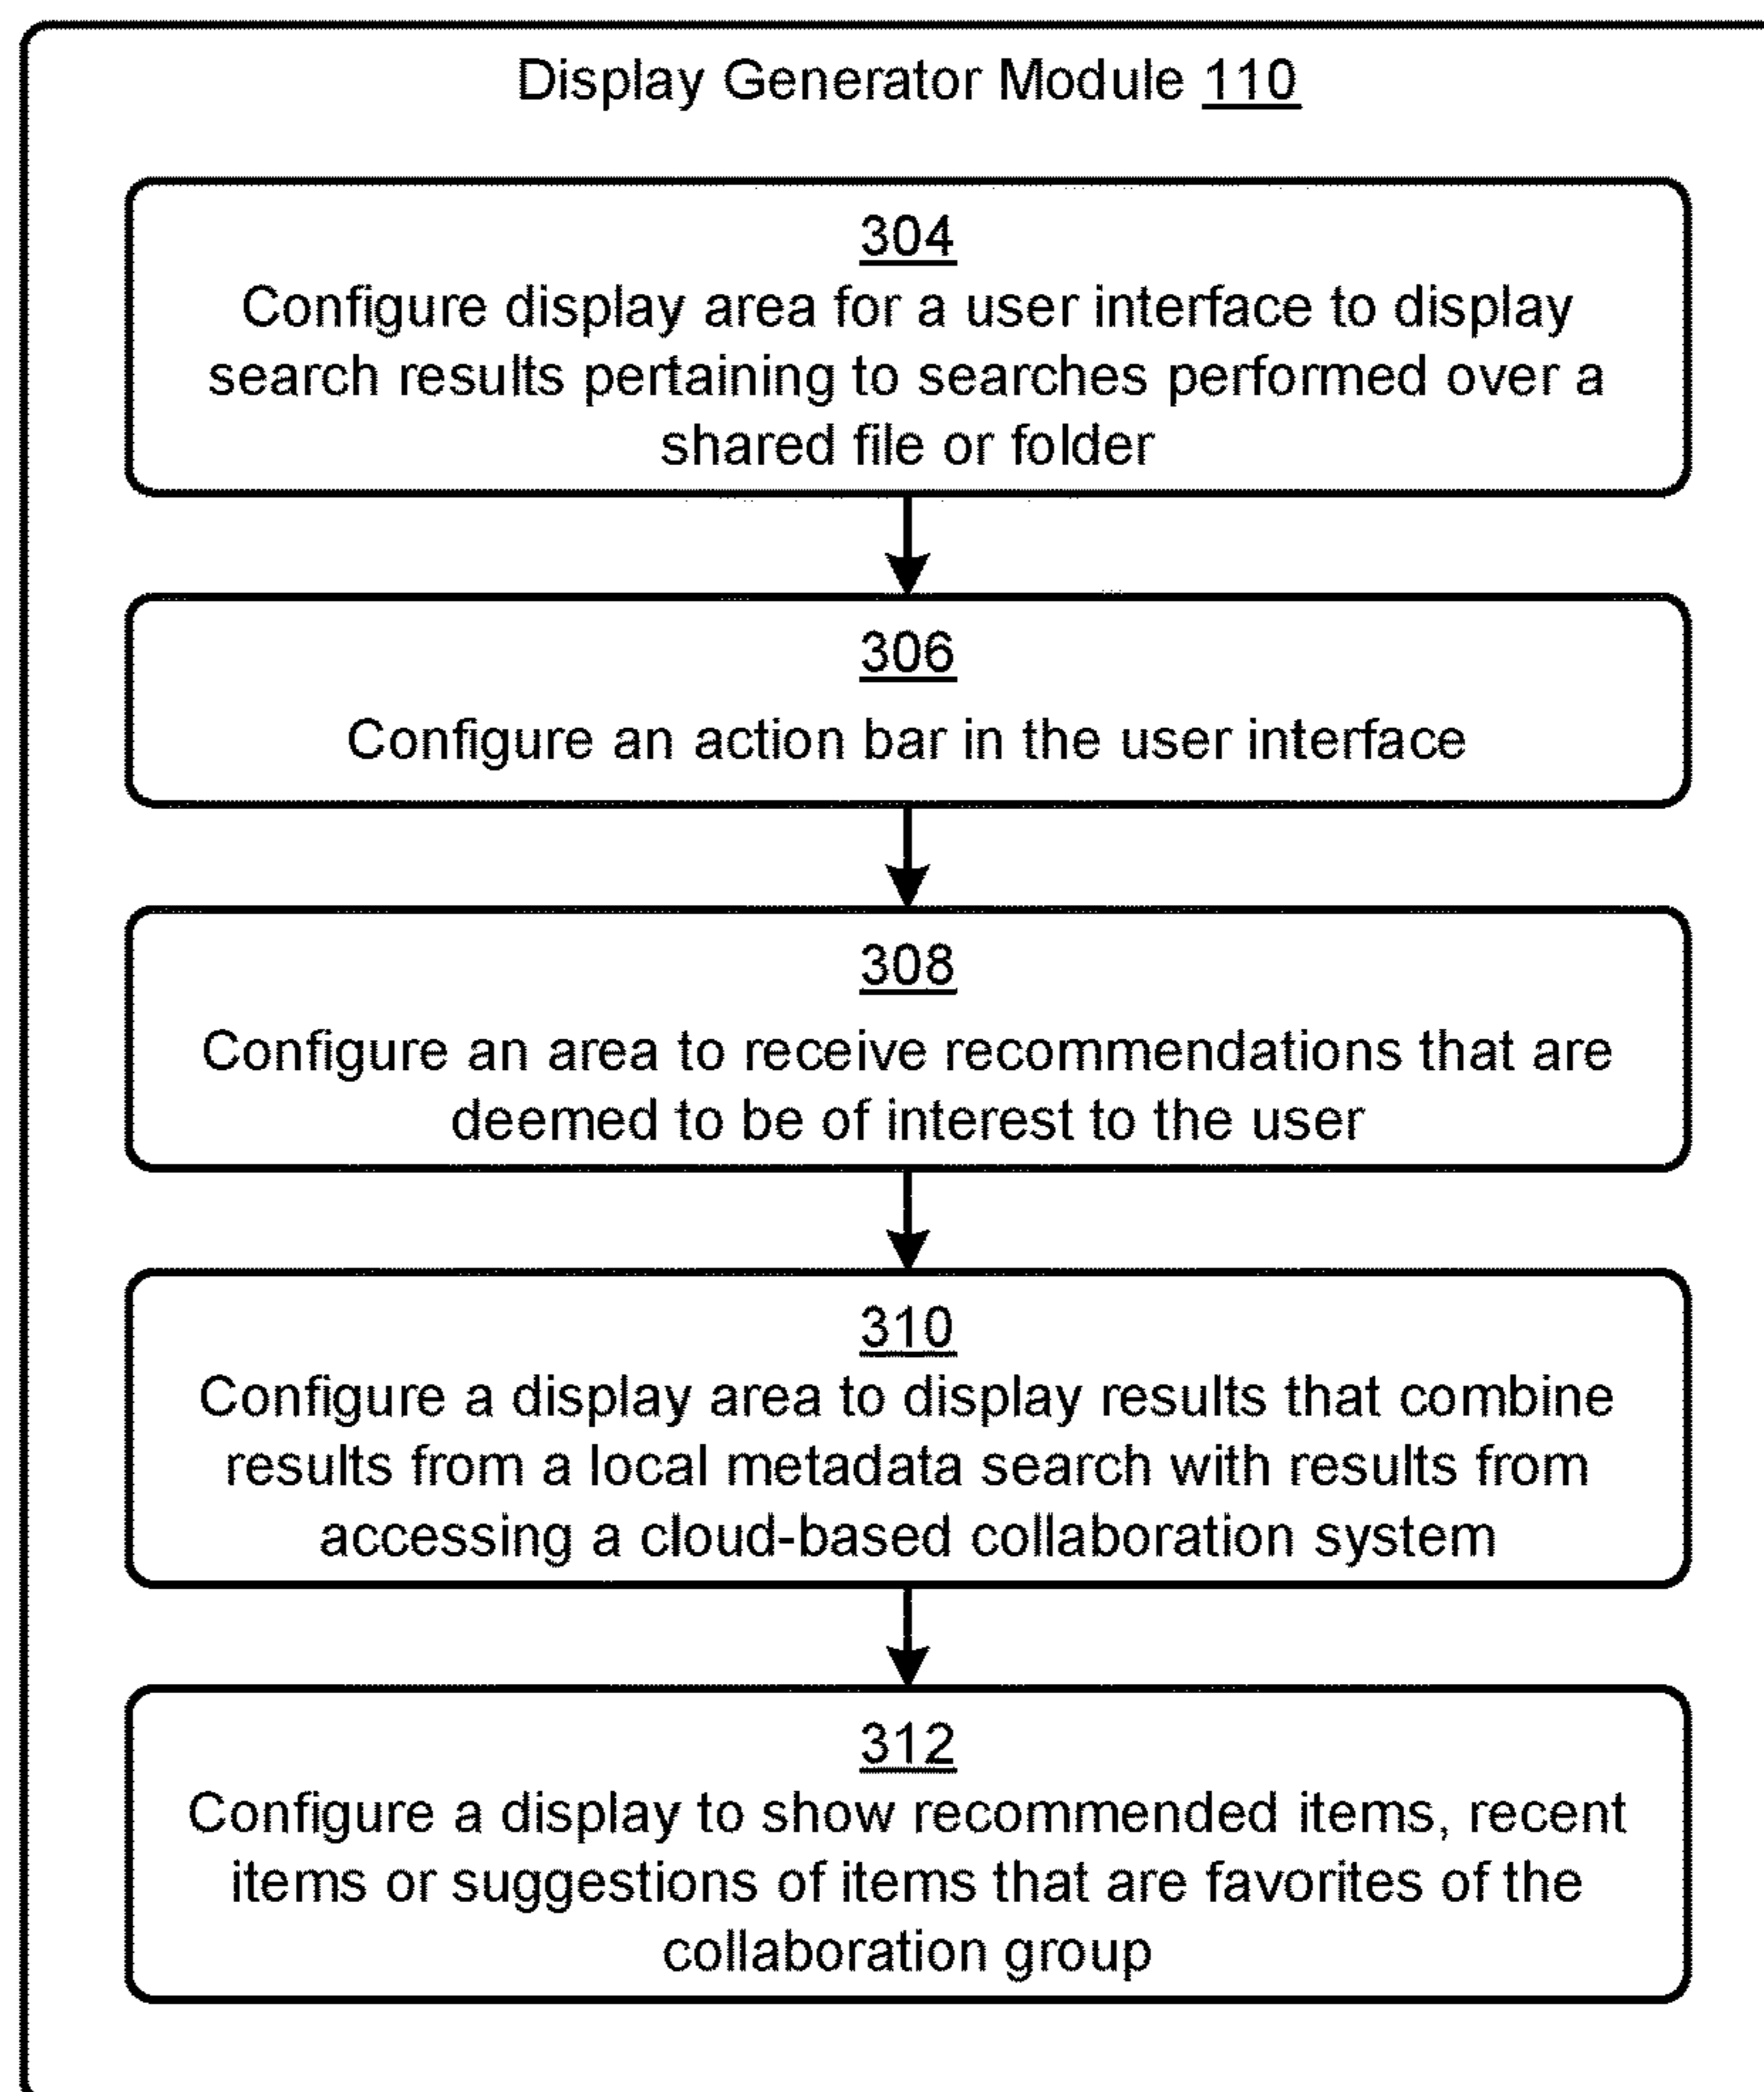 Display Generator Module 110
304
Configure display area for a user interface to display
search results pertaining to searches performed over a
shared file or folder
306
Configure an action bar in the user interface
308
Configure an area to receive recommendations that are
deemed to be of interest to the user
310
Configure a display area to display results that combine
results from a local metadata search with results from
accessing a cloud-based collaboration system
312
Configure a display to show recommended items, recent
items or suggestions of items that are favorites of the
collaboration group